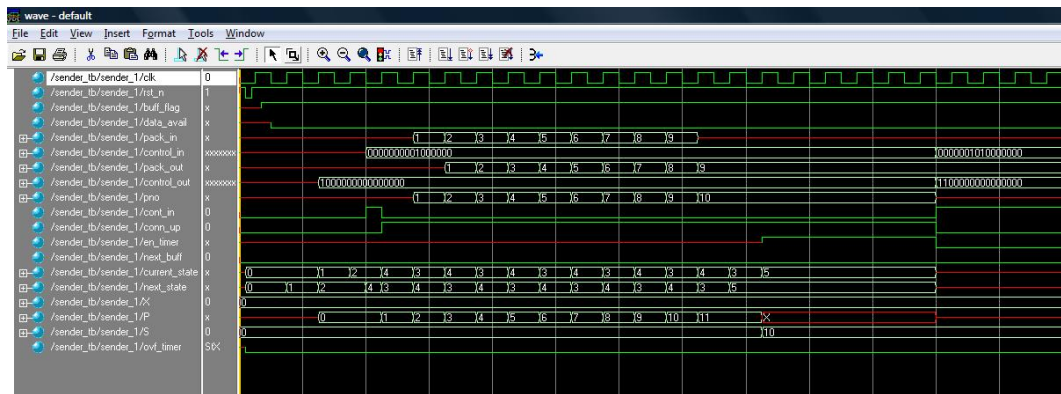 wave - default
File Edit View Insert Format Tools Window
/sender_tb/sender_1/clk 0
/sender_tb/sender_1/rst_n 1
/sender_tb/sender_1/buff_flag x
/sender_tb/sender_1/data_avail x
/sender_tb/sender_1/pack_in x 1 2 3 4 5 6 7 8 9
/sender_tb/sender_1/control_in xxxxxxx 0000000001000000 0000001010000000
/sender_tb/sender_1/pack_out x 1 2 3 4 5 6 7 8 9
/sender_tb/sender_1/control_out xxxxxxx 1000000000000000 1100000000000000
/sender_tb/sender_1/pno x 1 2 3 4 5 6 7 8 9 10
/sender_tb/sender_1/cont_in 0
/sender_tb/sender_1/conn_up 0
/sender_tb/sender_1/en_timer x
/sender_tb/sender_1/next_buff 0
/sender_tb/sender_1/current_state x 0 1 2 4 3 4 3 4 3 4 3 4 3 4 3 5
/sender_tb/sender_1/next_state x 0 1 2 4 3 4 3 4 3 4 3 4 3 4 3 5
/sender_tb/sender_1/X 0 0
/sender_tb/sender_1/P x 0 1 2 3 4 5 6 7 8 9 10 11
/sender_tb/sender_1/S 0 0 10
/sender_tb/sender_1/ovf_timer StX